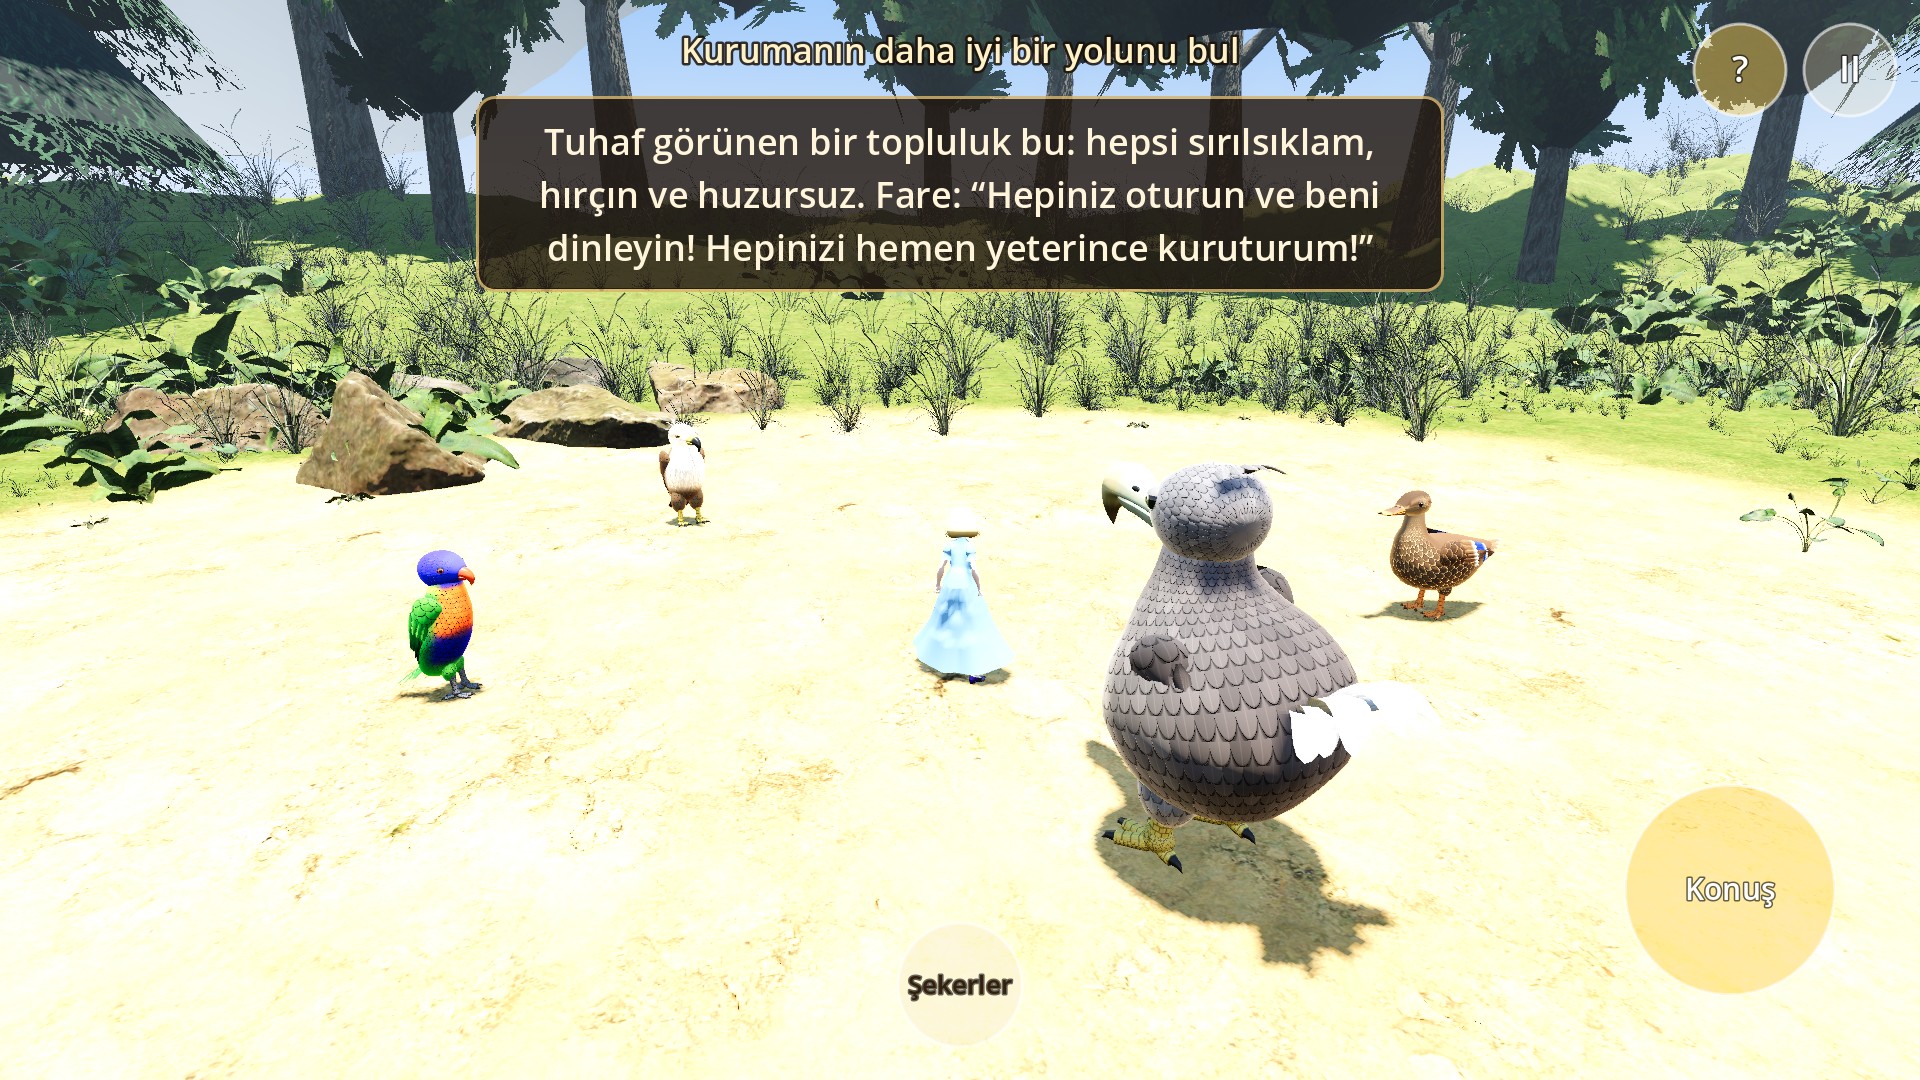 Kurumanın daha iyi bir yolunu bul
?
Tuhaf görünen bir topluluk bu: hepsi sırılsıklam,
hırçın ve huzursuz. Fare: “Hepiniz oturun ve beni
dinleyin! Hepinizi hemen yeterince kuruturum!”
Konuş
Şekerler